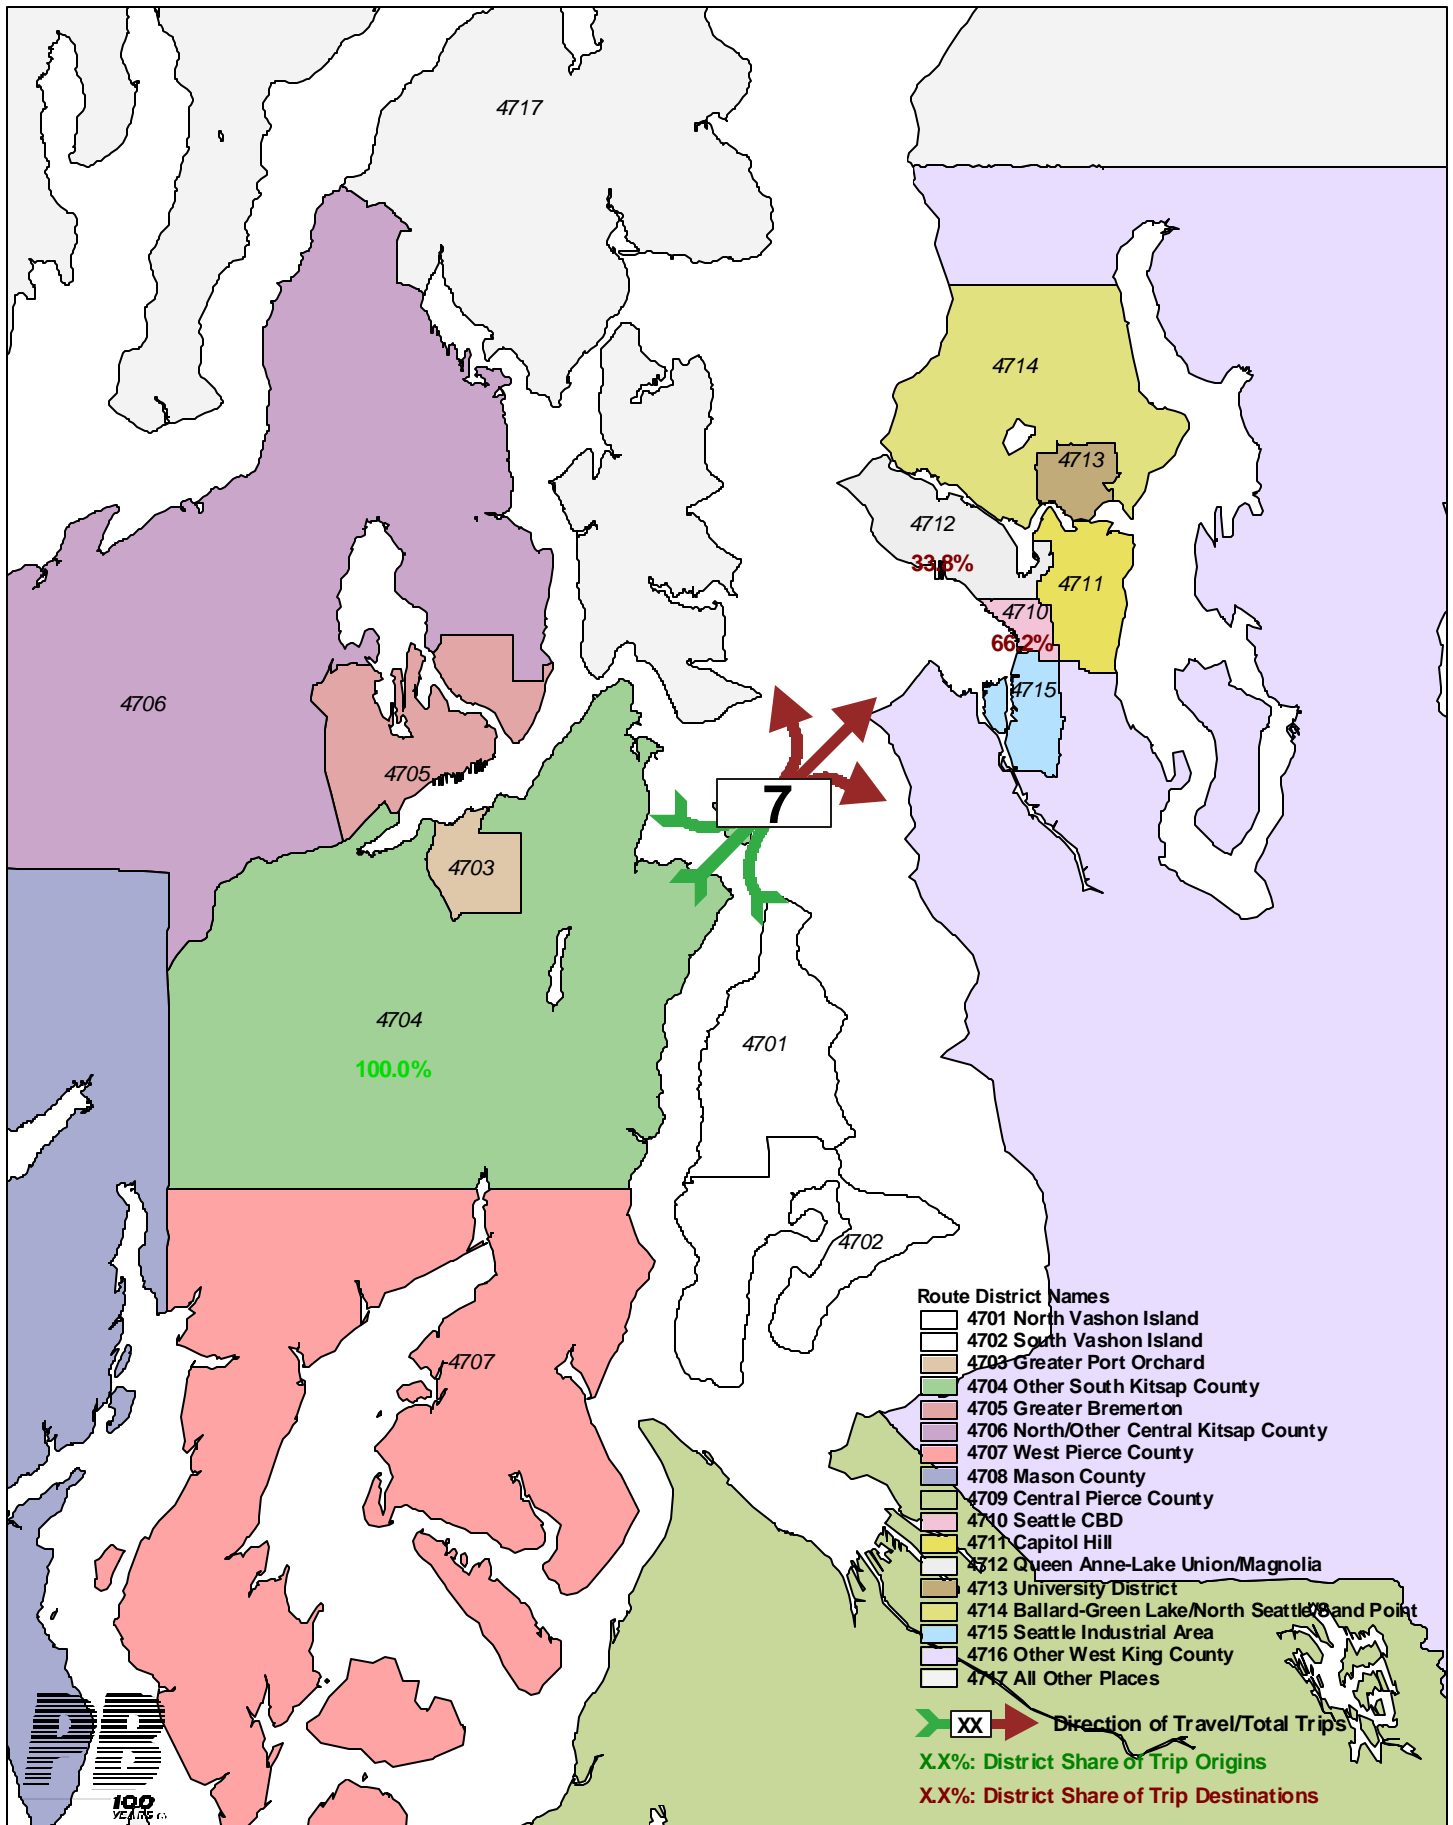 4717
4714
4713
4712
33.8%
4711
4710
66.2%
4715
4706
4705
7
4703
4704
100.0%
4701
4702
4707
Route District Names
4701 North Vashon Island
4702 South Vashon Island
4703 Greater Port Orchard
4704 Other South Kitsap County
4705 Greater Bremerton
4706 North/Other Central Kitsap County
4707 West Pierce County
4708 Mason County
4709 Central Pierce County
4710 Seattle CBD
4711 Capitol Hill
4712 Queen Anne-Lake Union/Magnolia
4713 University District
4714 Ballard-Green Lake/North Seattle/Sand Point
4715 Seattle Industrial Area
4716 Other West King County
4717 All Other Places
XX Direction of Travel/Total Trips
X.X%: District Share of Trip Origins
X.X%: District Share of Trip Destinations
PB
100
YEARS